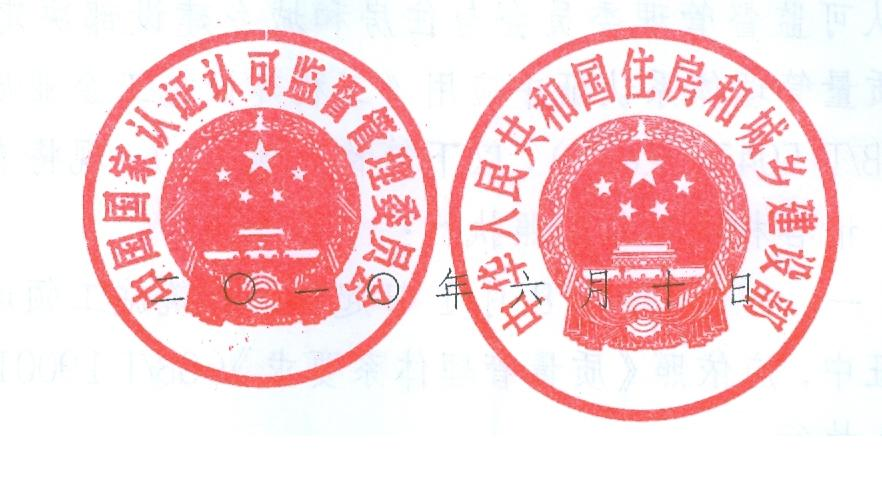 中国国家认证认可监督管理委员会
中华人民共和国住房和城乡建设部
二〇一〇年六月十日